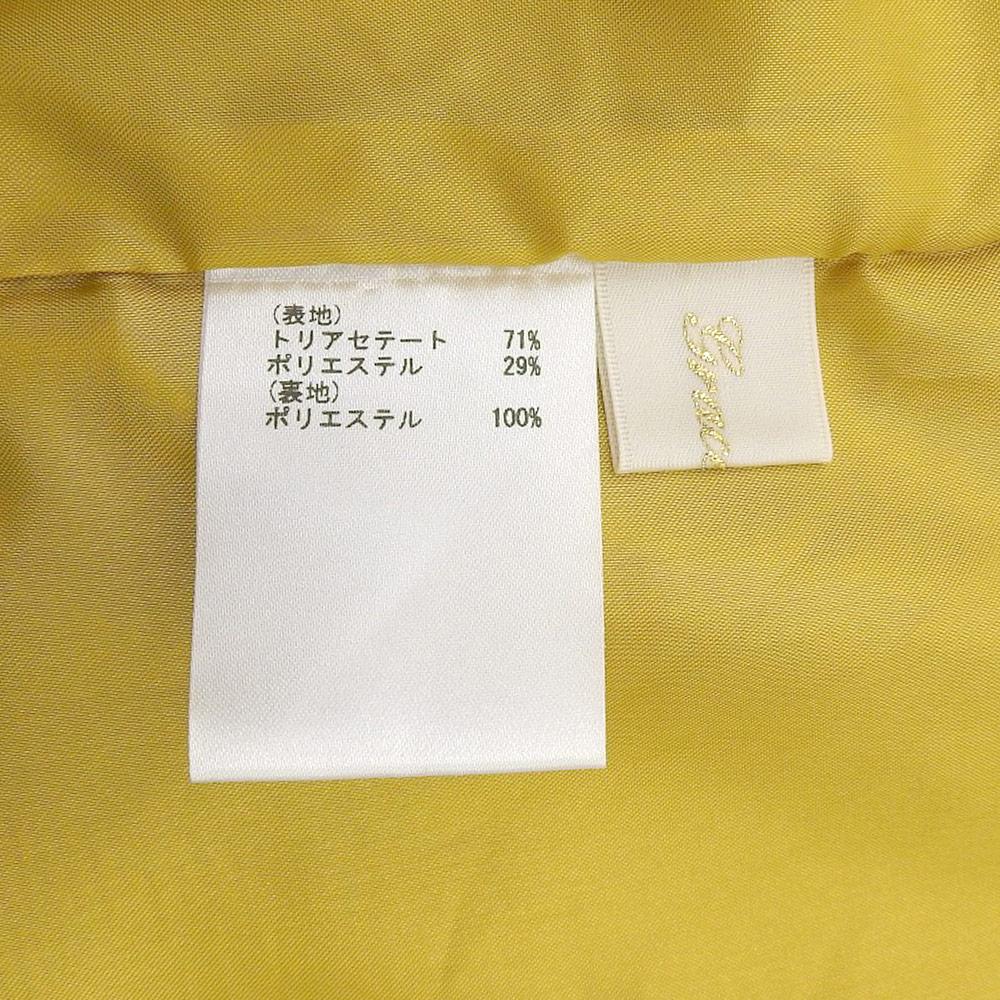 (表地)
トリアセテート 71%
ポリエステル 29%
(裏地)
ポリエステル 100%